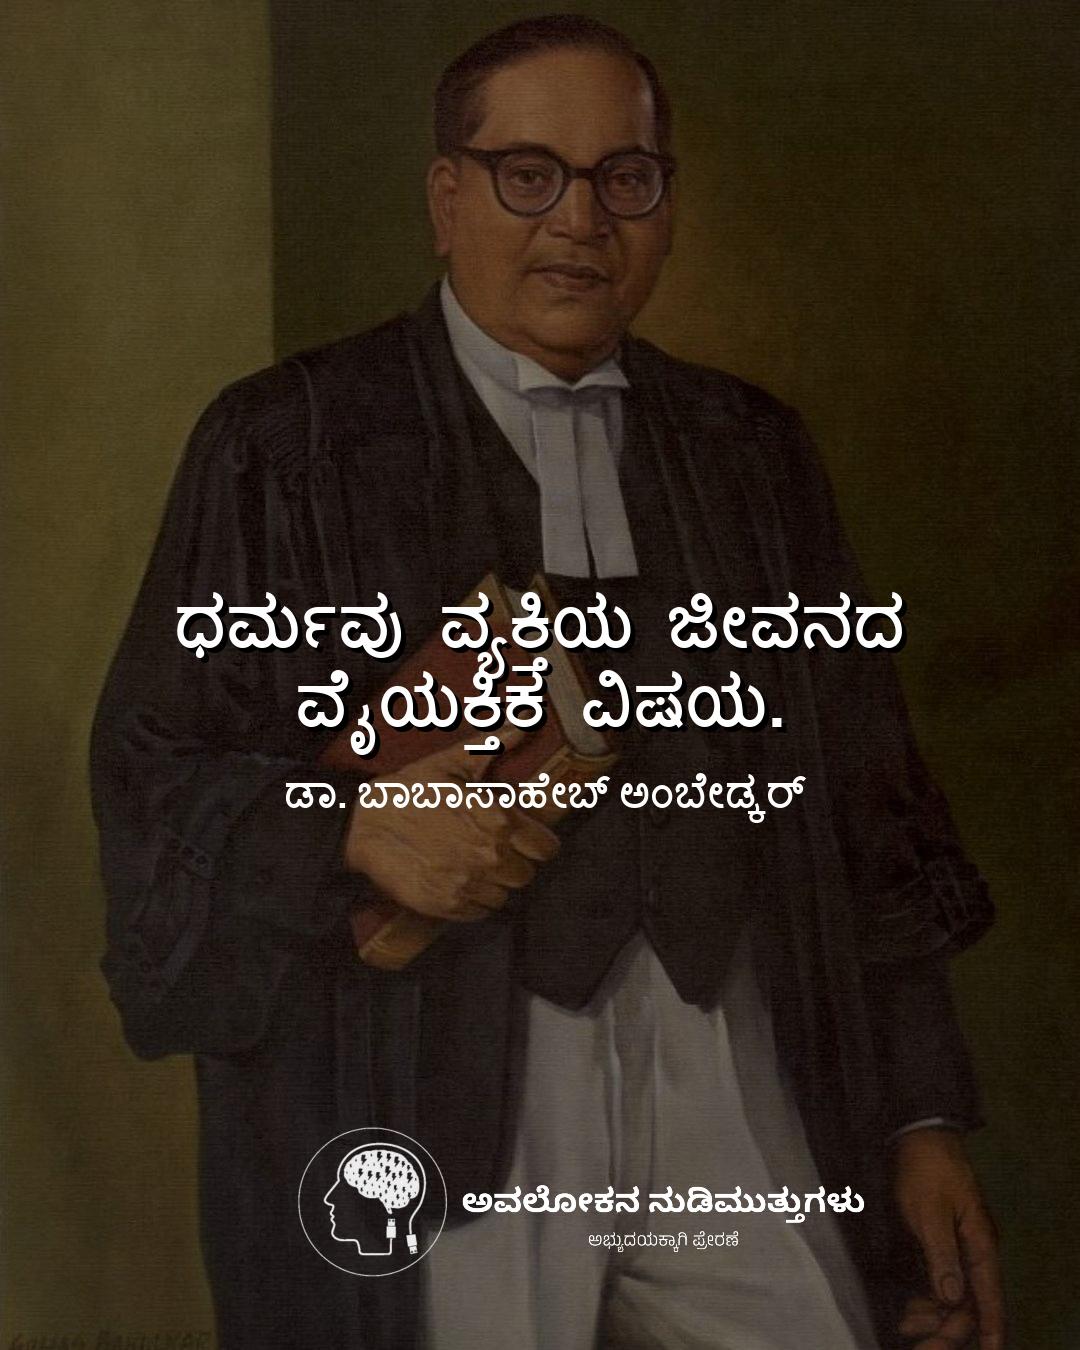 ಧರ್ಮವು ವ್ಯಕ್ತಿಯ ಜೀವನದ
ವೈಯಕ್ತಿಕ ವಿಷಯ.
ಡಾ. ಬಾಬಾಸಾಹೇಬ್ ಅಂಬೇಡ್ಕರ್
ಅವಲೋಕನ ನುಡಿಮುತ್ತುಗಳು
ಅಭ್ಯುದಯಕ್ಕಾಗಿ ಪ್ರೇರಣೆ